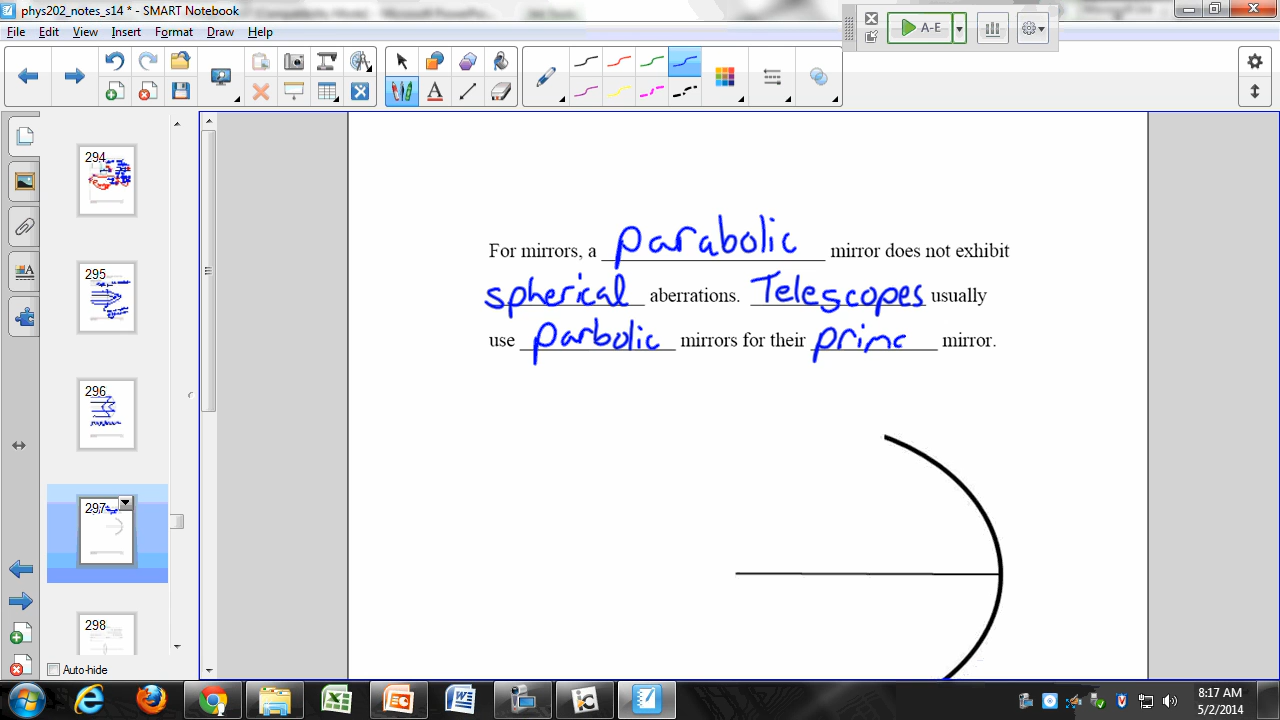 phys202_notes_s14 * - SMART Notebook
A-E
File Edit View Insert Format Draw Help
294
295
296
297
298
Auto-hide
For mirrors, a parabolic mirror does not exhibit
spherical aberrations. Telescopes usually
use parbolic mirrors for their prima mirror.
8:17 AM
5/2/2014